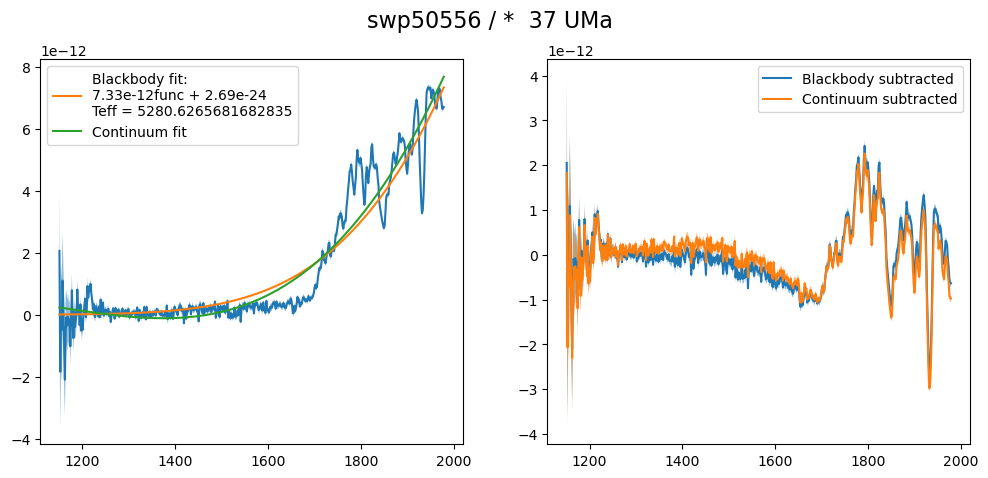 swp50556 / *  37 UMa
1e−12
8
6
4
2
0
−2
−4
1200
1400
1600
1800
2000
Blackbody fit:
7.33e-12func + 2.69e-24
Teff = 5280.6265681682835
Continuum fit
1e−12
4
3
2
1
0
−1
−2
−3
−4
1200
1400
1600
1800
2000
Blackbody subtracted
Continuum subtracted